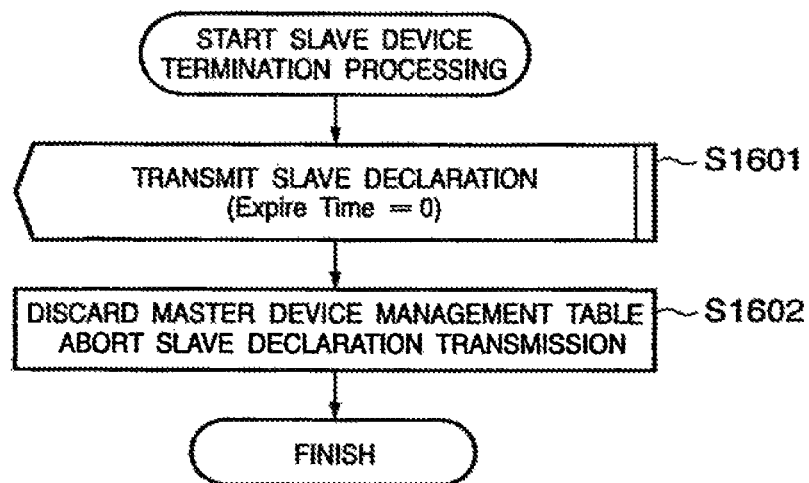 START SLAVE DEVICE
TERMINATION PROCESSING
TRANSMIT SLAVE DECLARATION
(Expire Time = 0)
S1601
DISCARD MASTER DEVICE MANAGEMENT TABLE
ABORT SLAVE DECLARATION TRANSMISSION
S1602
FINISH